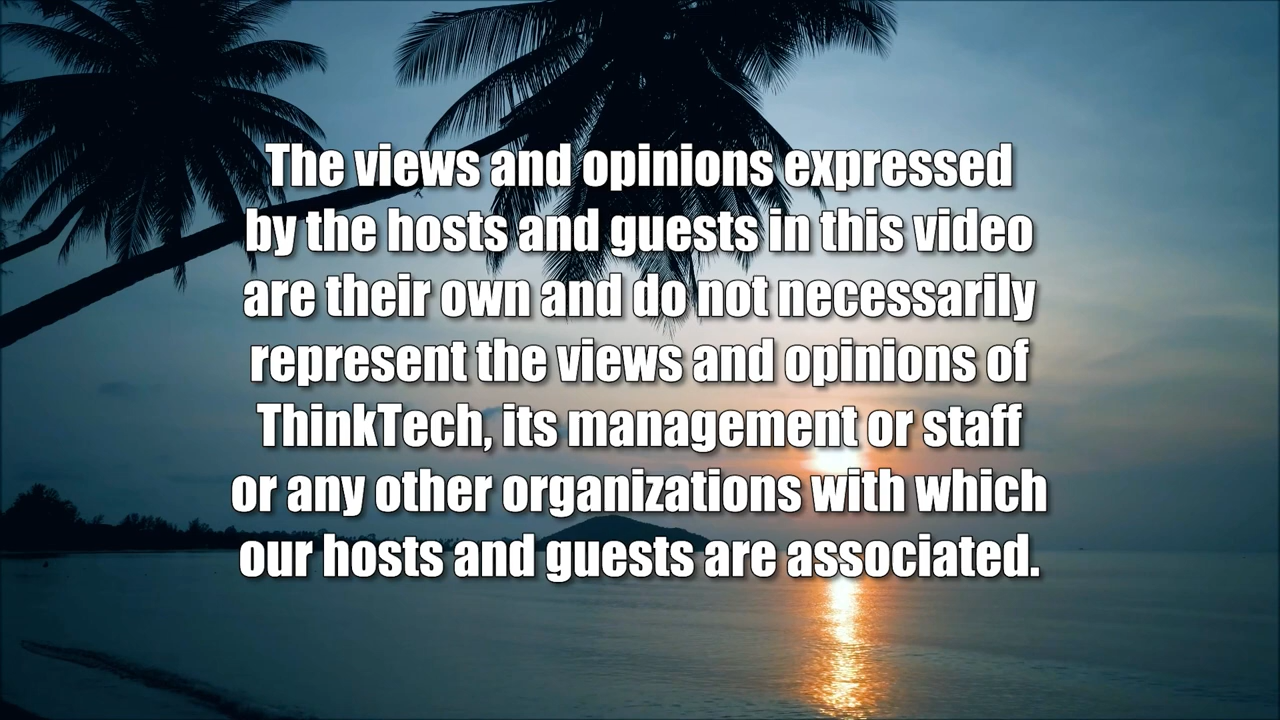 The views and opinions expressed
by the hosts and guests in this video
are their own and do not necessarily
represent the views and opinions of
ThinkTech, its management or staff
or any other organizations with which
our hosts and guests are associated.